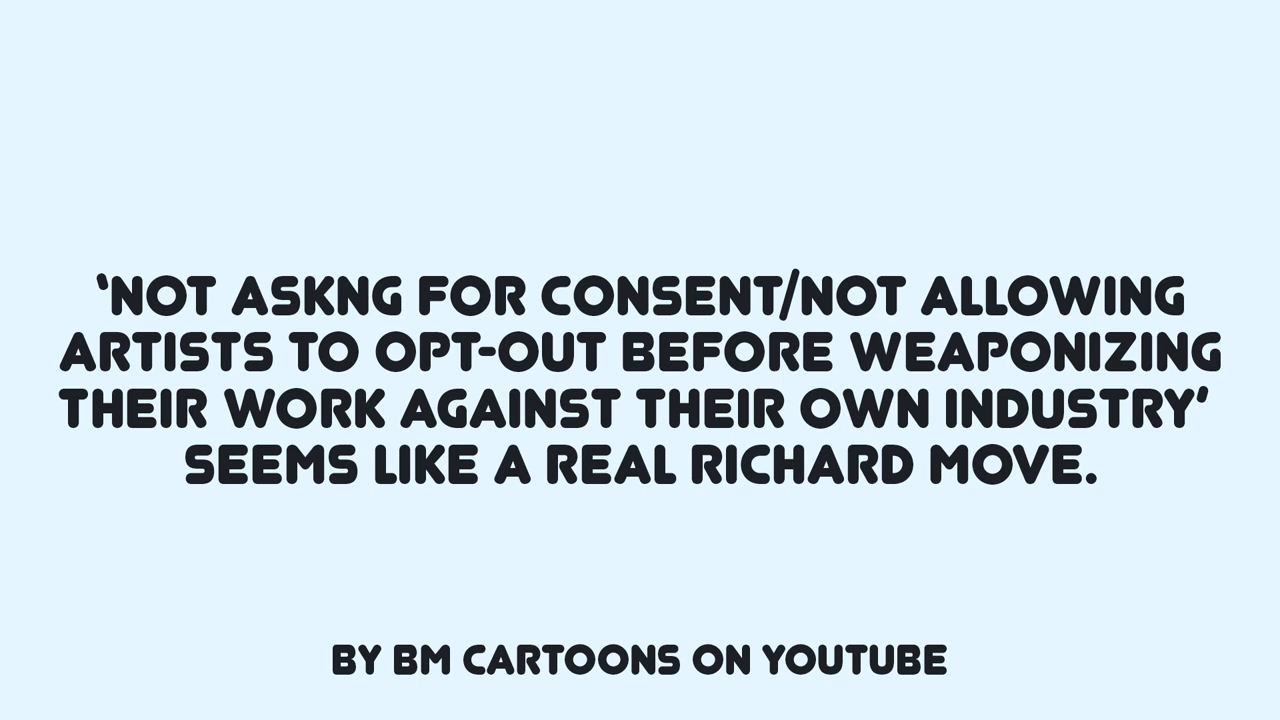 ‘NOT ASKNG FOR CONSENT/NOT ALLOWING
ARTISTS TO OPT-OUT BEFORE WEAPONIZING
THEIR WORK AGAINST THEIR OWN INDUSTRY’
SEEMS LIKE A REAL RICHARD MOVE.
BY BM CARTOONS ON YOUTUBE